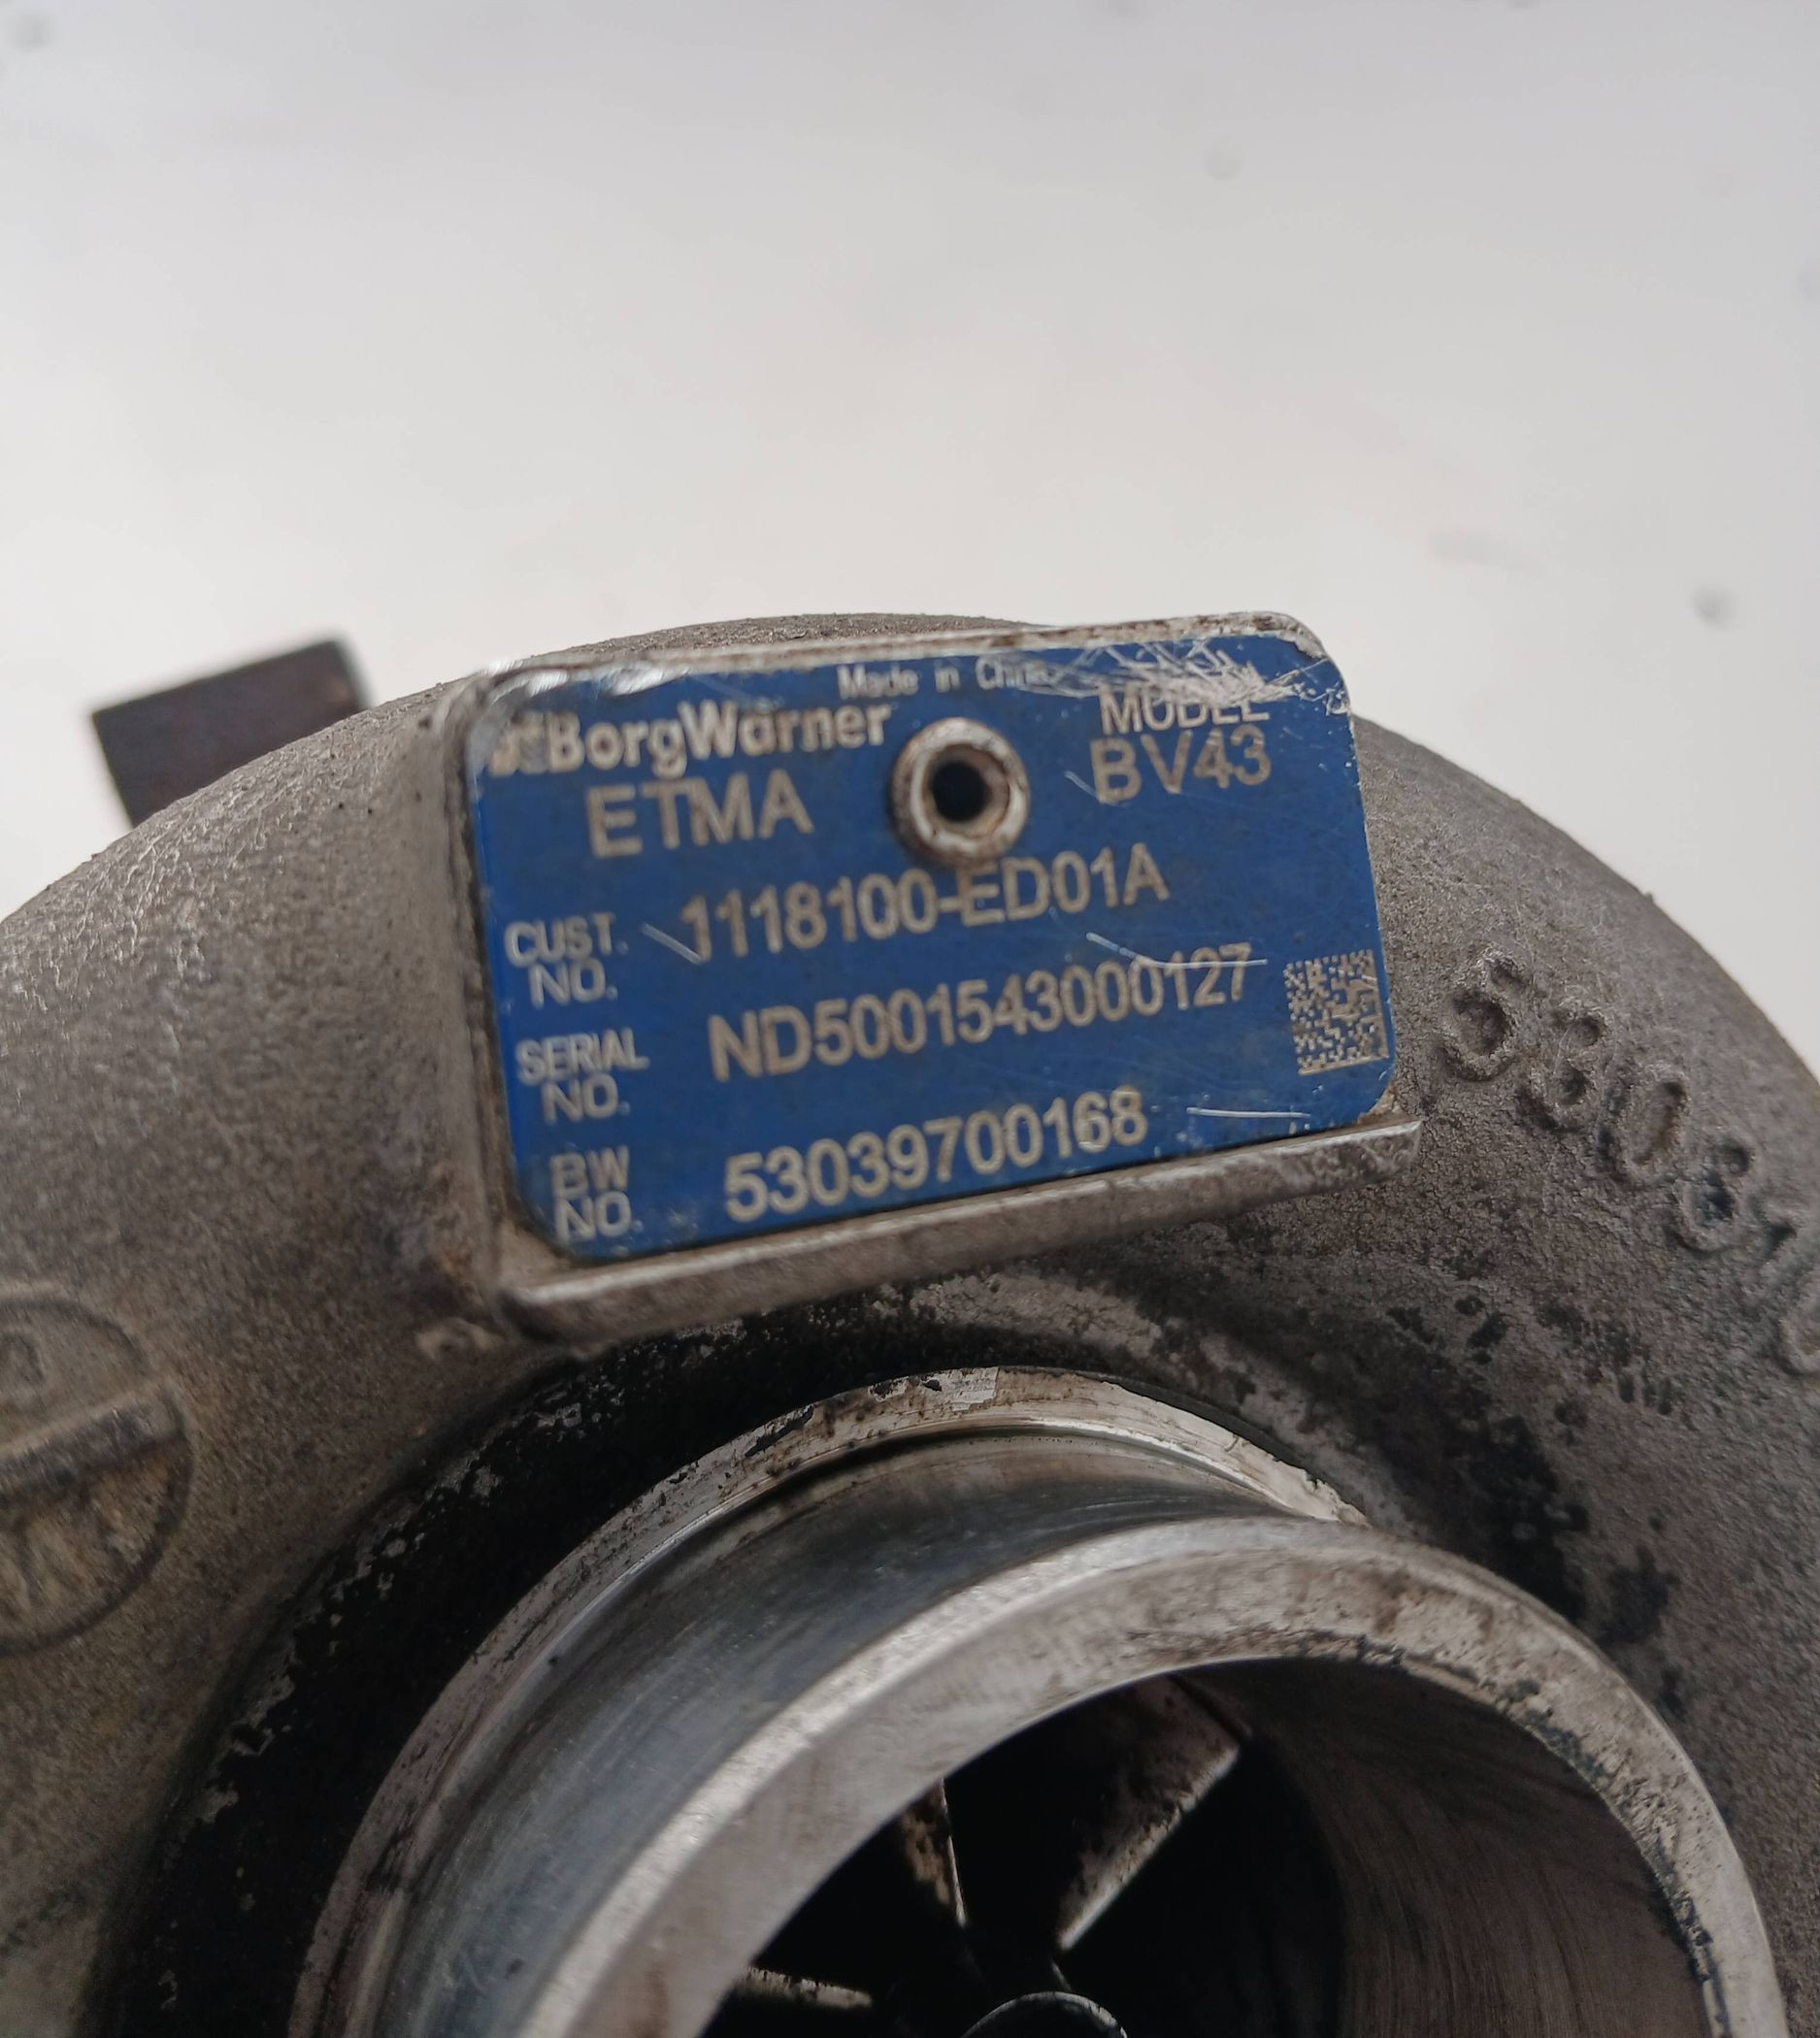 Made in China
BorgWarner
MODEL
ETMA
BV43
CUST. NO. 1118100-ED01A
SERIAL NO. ND5001543000127
BW NO. 53039700168